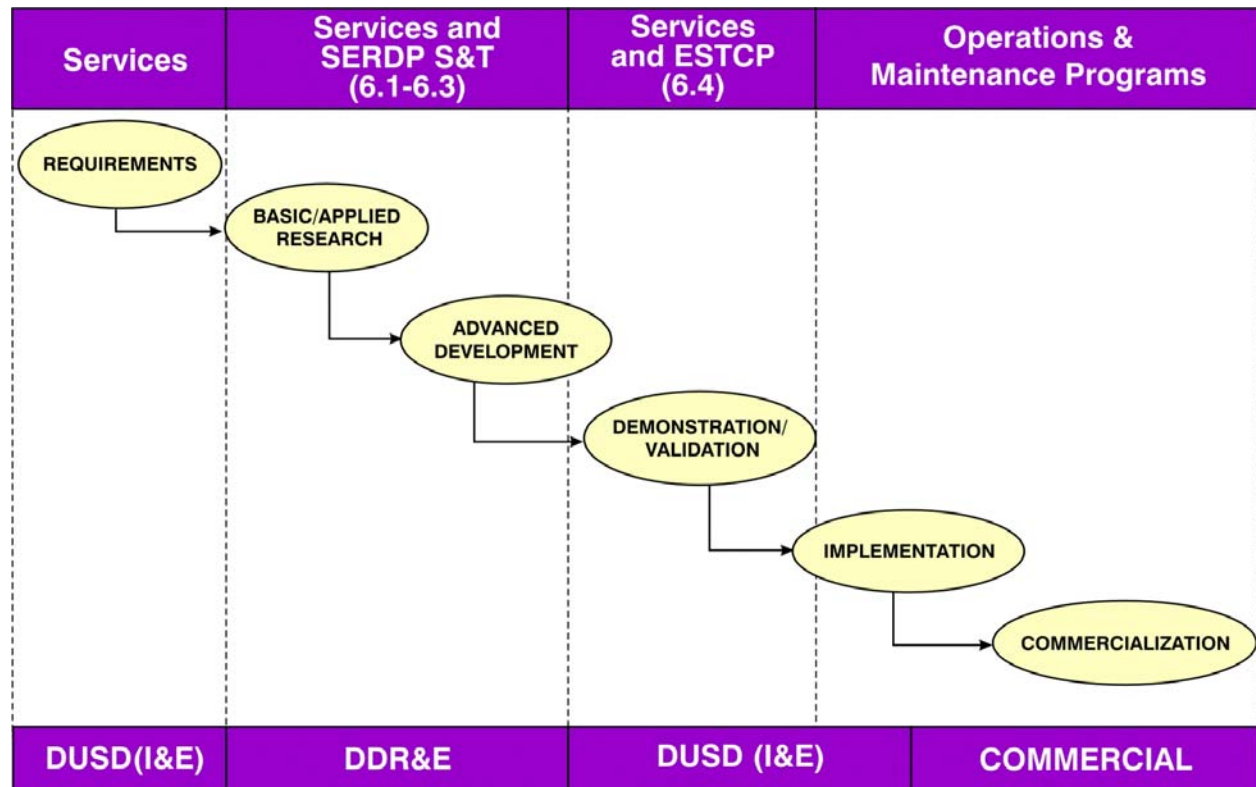 Services
Services and
SERDP S&T
(6.1-6.3)
Services
and ESTCP
(6.4)
Operations &
Maintenance Programs
REQUIREMENTS
BASIC/APPLIED
RESEARCH
ADVANCED
DEVELOPMENT
DEMONSTRATION/
VALIDATION
IMPLEMENTATION
COMMERCIALIZATION
DUSD(I&E)
DDR&E
DUSD (I&E)
COMMERCIAL